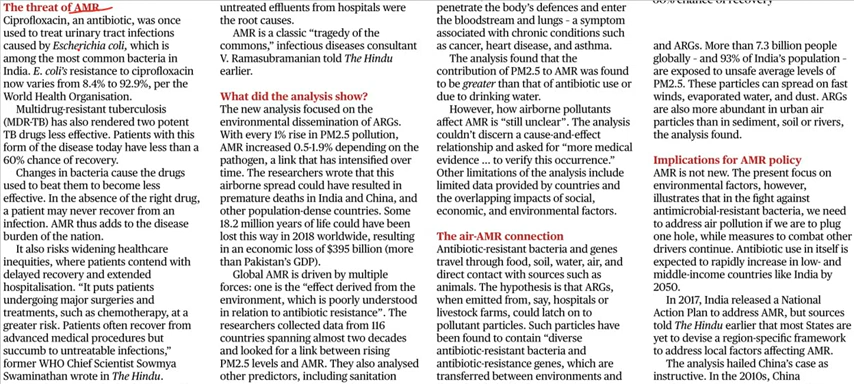 The threat of AMR
Ciprofloxacin, an antibiotic, was once
used to treat urinary tract infections
caused by Escherichia coli, which is
among the most common bacteria in
India. E. coli's resistance to ciprofloxacin
now varies from 8.4% to 92.9%, per the
World Health Organisation.
Multidrug-resistant tuberculosis
(MDR-TB) has also rendered two potent
TB drugs less effective. Patients with this
form of the disease today have less than a
60% chance of recovery.
Changes in bacteria cause the drugs
used to beat them to become less
effective. In the absence of the right drug,
a patient may never recover from an
infection. AMR thus adds to the disease
burden of the nation.
It also risks widening healthcare
inequities, where patients contend with
delayed recovery and extended
hospitalisation. “It puts patients
undergoing major surgeries and
treatments, such as chemotherapy, at a
greater risk. Patients often recover from
advanced medical procedures but
succumb to untreatable infections,”
former WHO Chief Scientist Sowmya
Swaminathan wrote in The Hindu.
untreated effluents from hospitals were
the root causes.
AMR is a classic “tragedy of the
commons,” infectious diseases consultant
V. Ramasubramanian told The Hindu
earlier.
What did the analysis show?
The new analysis focused on the
environmental dissemination of ARGs.
With every 1% rise in PM2.5 pollution,
AMR increased 0.5-1.9% depending on the
pathogen, a link that has intensified over
time. The researchers wrote that this
airborne spread could have resulted in
premature deaths in India and China, and
other population-dense countries. Some
18.2 million years of life could have been
lost this way in 2018 worldwide, resulting
in an economic loss of $395 billion (more
than Pakistan's GDP).
Global AMR is driven by multiple
forces: one is the “effect derived from the
environment, which is poorly understood
in relation to antibiotic resistance”. The
researchers collected data from 116
countries spanning almost two decades
and looked for a link between rising
PM2.5 levels and AMR. They also analysed
other predictors, including sanitation
penetrate the body's defences and enter
the bloodstream and lungs – a symptom
associated with chronic conditions such
as cancer, heart disease, and asthma.
The analysis found that the
contribution of PM2.5 to AMR was found
to be greater than that of antibiotic use or
due to drinking water.
However, how airborne pollutants
affect AMR is “still unclear”. The analysis
couldn't discern a cause-and-effect
relationship and asked for “more medical
evidence ... to verify this occurrence.”
Other limitations of the analysis include
limited data provided by countries and
the overlapping impacts of social,
economic, and environmental factors.
The air-AMR connection
Antibiotic-resistant bacteria and genes
travel through food, soil, water, air, and
direct contact with sources such as
animals. The hypothesis is that ARGs,
when emitted from, say, hospitals or
livestock farms, could latch on to
pollutant particles. Such particles have
been found to contain “diverse
antibiotic-resistant bacteria and
antibiotic-resistance genes, which are
transferred between environments and
60% chance of recovery
and ARGs. More than 7.3 billion people
globally – and 93% of India's population –
are exposed to unsafe average levels of
PM2.5. These particles can spread on fast
winds, evaporated water, and dust. ARGs
are also more abundant in urban air
particles than in sediment, soil or rivers,
the analysis found.
Implications for AMR policy
AMR is not new. The present focus on
environmental factors, however,
illustrates that in the fight against
antimicrobial-resistant bacteria, we need
to address air pollution if we are to plug
one hole, while measures to combat other
drivers continue. Antibiotic use in itself is
expected to rapidly increase in low- and
middle-income countries like India by
2050.
In 2017, India released a National
Action Plan to address AMR, but sources
told The Hindu earlier that most States are
yet to devise a region-specific framework
to address local factors affecting AMR.
The analysis hailed China's case as
instructive. In the 2010s, China